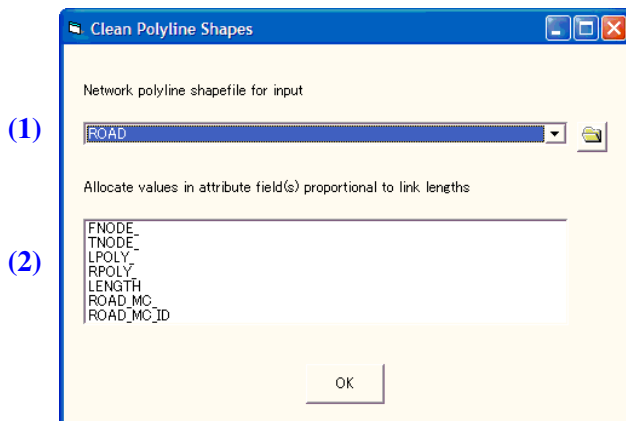 Clean Polyline Shapes
Network polyline shapefile for input
(1)
ROAD
Allocate values in attribute field(s) proportional to link lengths
(2)
FNODE_
TNODE_
LPOLY_
RPOLY_
LENGTH
ROAD_MC_
ROAD_MC_ID
OK